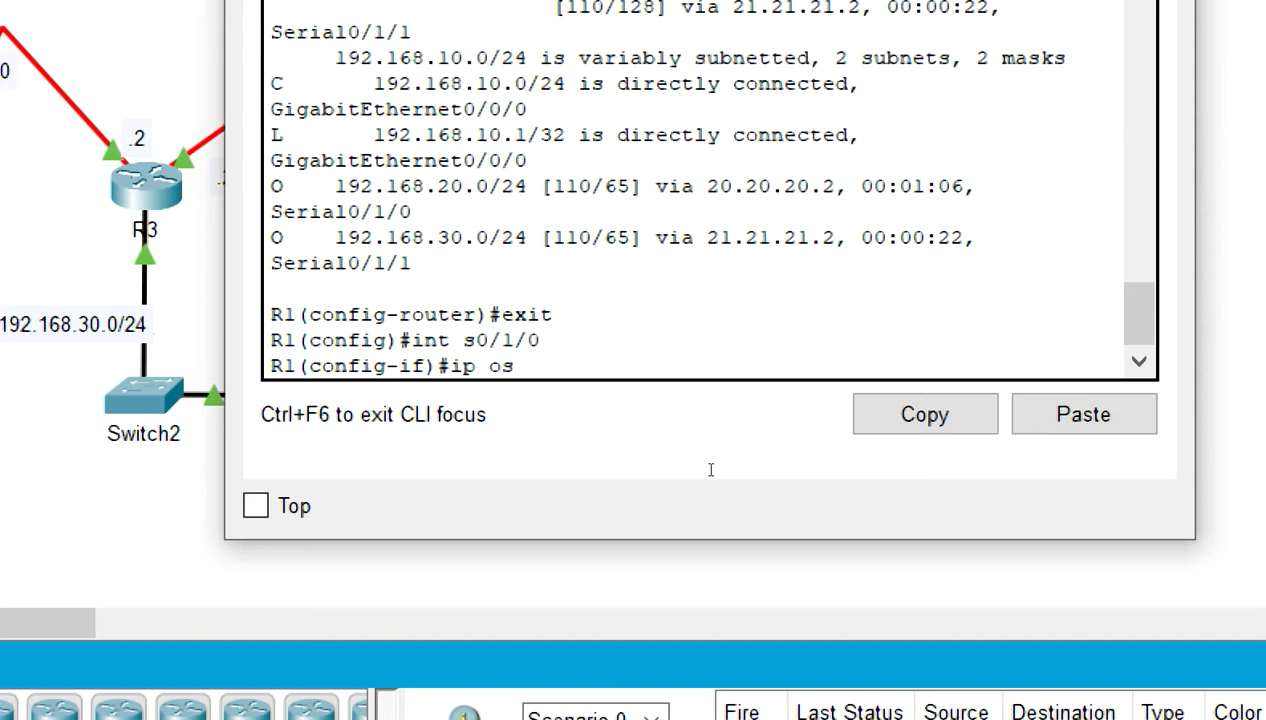 [110/128] via 21.21.21.2, 00:00:22,
Serial0/1/1
192.168.10.0/24 is variably subnetted, 2 subnets, 2 masks
C 192.168.10.0/24 is directly connected,
GigabitEthernet0/0/0
L 192.168.10.1/32 is directly connected,
GigabitEthernet0/0/0
O 192.168.20.0/24 [110/65] via 20.20.20.2, 00:01:06,
Serial0/1/0
O 192.168.30.0/24 [110/65] via 21.21.21.2, 00:00:22,
Serial0/1/1
R1(config-router)#exit
R1(config)#int s0/1/0
R1(config-if)#ip os
Ctrl+F6 to exit CLI focus
Copy
Paste
Top
0
.2
R3
192.168.30.0/24
Switch2
Scenario 0
Fire
Last Status
Source
Destination
Type
Color